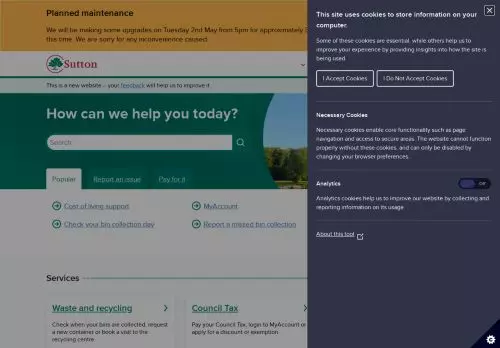 Planned maintenance
We will be making some upgrades on Tuesday 2nd May from 5pm for approximately
this time. We are sorry for any inconvenience caused.
Sutton
This is a new website – your feedback will help us to improve it
How can we help you today?
Search
Popular
Report an issue
Pay for it
Cost of living support
MyAccount
Check your bin collection day
Report a missed bin collection
Services
Waste and recycling
Council Tax
Check when your bins are collected, request
a new container or book a visit to the
recycling centre.
Pay your Council Tax, login to MyAccount or
apply for a discount or exemption.
This site uses cookies to store information on your
computer.
Some of these cookies are essential, while others help us to
improve your experience by providing insights into how the site is
being used.
I Accept Cookies
I Do Not Accept Cookies
Necessary Cookies
Necessary cookies enable core functionality such as page
navigation and access to secure areas. The website cannot function
properly without these cookies, and can only be disabled by
changing your browser preferences.
Analytics
Off
Analytics cookies help us to improve our website by collecting and
reporting information on its usage.
About this tool